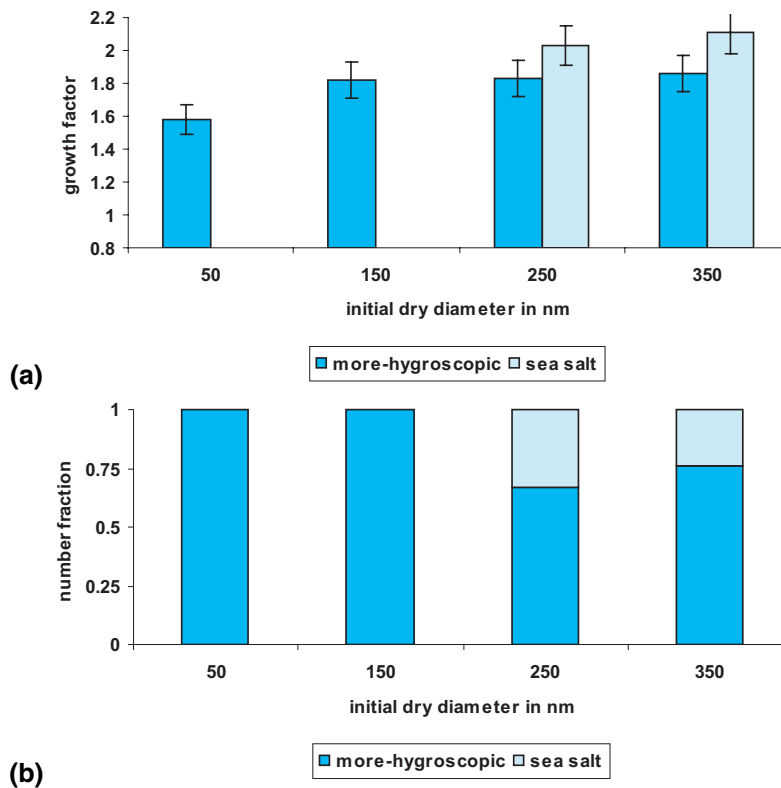 2.2
2
1.8
1.6
1.4
1.2
1
0.8
growth factor
50 150 250 350
initial dry diameter in nm
more-hygroscopic sea salt
(a)
1
0.75
0.5
0.25
0
number fraction
50 150 250 350
initial dry diameter in nm
more-hygroscopic sea salt
(b)